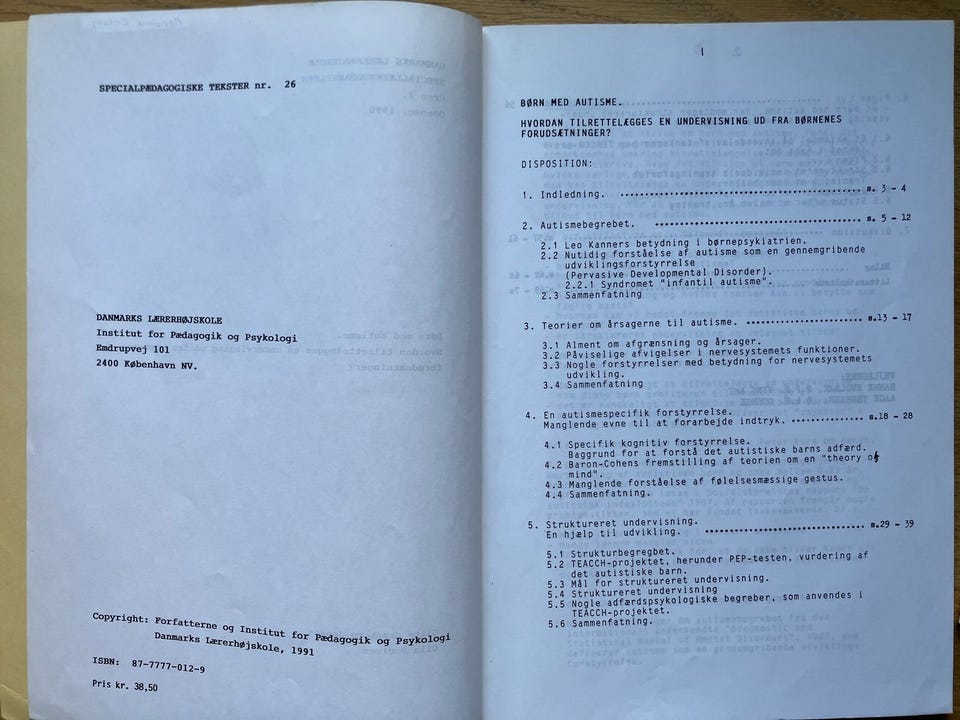 SPECIALPÆDAGOGISKE TEKSTER nr. 26
DANMARKS LÆRERHØJSKOLE
Institut for Pædagogik og Psykologi
Emdrupvej 101
2400 København NV.
Copyright: Forfatterne og Institut for Pædagogik og Psykologi
Danmarks Lærerhøjskole, 1991
ISBN: 87-7777-012-9
Pris kr. 38,50
1
BØRN MED AUTISME.
HVORDAN TILRETTELÆGGES EN UNDERVISNING UD FRA BØRNENES
FORUDSÆTNINGER?
DISPOSITION:
1. Indledning. .......... s. 3 - 4
2. Autismebegrebet. .......... s. 5 - 12
2.1 Leo Kanners betydning i børnepsykiatrien.
2.2 Nutidig forståelse af autisme som en gennemgribende
udviklingsforstyrrelse
(Pervasive Developmental Disorder).
2.2.1 Syndromet "infantil autisme".
2.3 Sammenfatning
3. Teorier om årsagerne til autisme. .......... s.13 - 17
3.1 Alment om afgrænsning og årsager.
3.2 Påviselige afvigelser i nervesystemets funktioner.
3.3 Nogle forstyrrelser med betydning for nervesystemets
udvikling.
3.4 Sammenfatning
4. En autismespecifik forstyrrelse.
Manglende evne til at forarbejde indtryk. .......... s.18 - 28
4.1 Specifik kognitiv forstyrrelse.
Baggrund for at forstå det autistiske barns adfærd.
4.2 Baron-Cohens fremstilling af teorien om en "theory of
mind".
4.3 Manglende forståelse af følelsesmæssige gestus.
4.4 Sammenfatning.
5. Struktureret undervisning.
En hjælp til udvikling. .......... s.29 - 39
5.1 Strukturbegregbet.
5.2 TEACCH-projektet, herunder PEP-testen, vurdering af
det autistiske barn.
5.3 Mål for struktureret undervisning.
5.4 Struktureret undervisning
5.5 Nogle adfærdspsykologiske begreber, som anvendes i
TEACCH-projektet.
5.6 Sammenfatning.